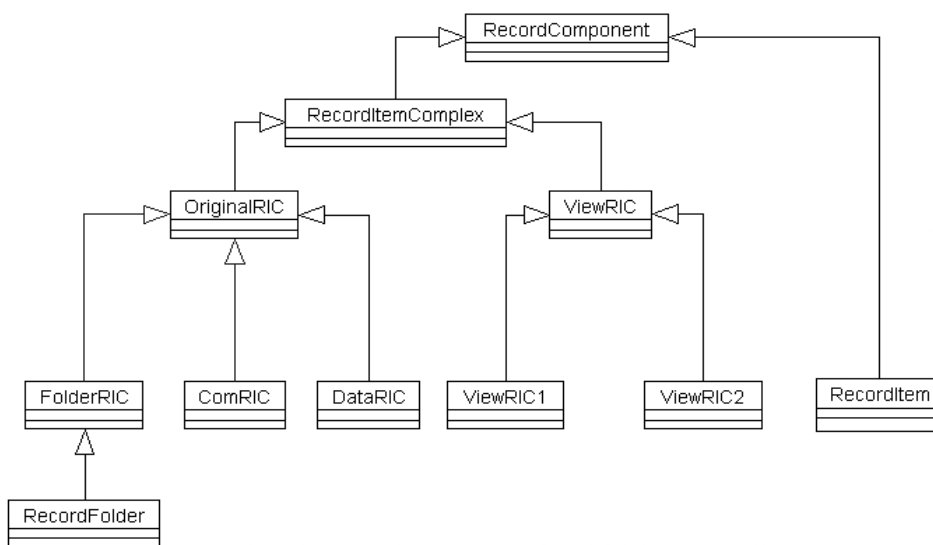 RecordComponent
RecordItemComplex
OriginalRIC
ViewRIC
FolderRIC
ComRIC
DataRIC
ViewRIC1
ViewRIC2
RecordItem
RecordFolder